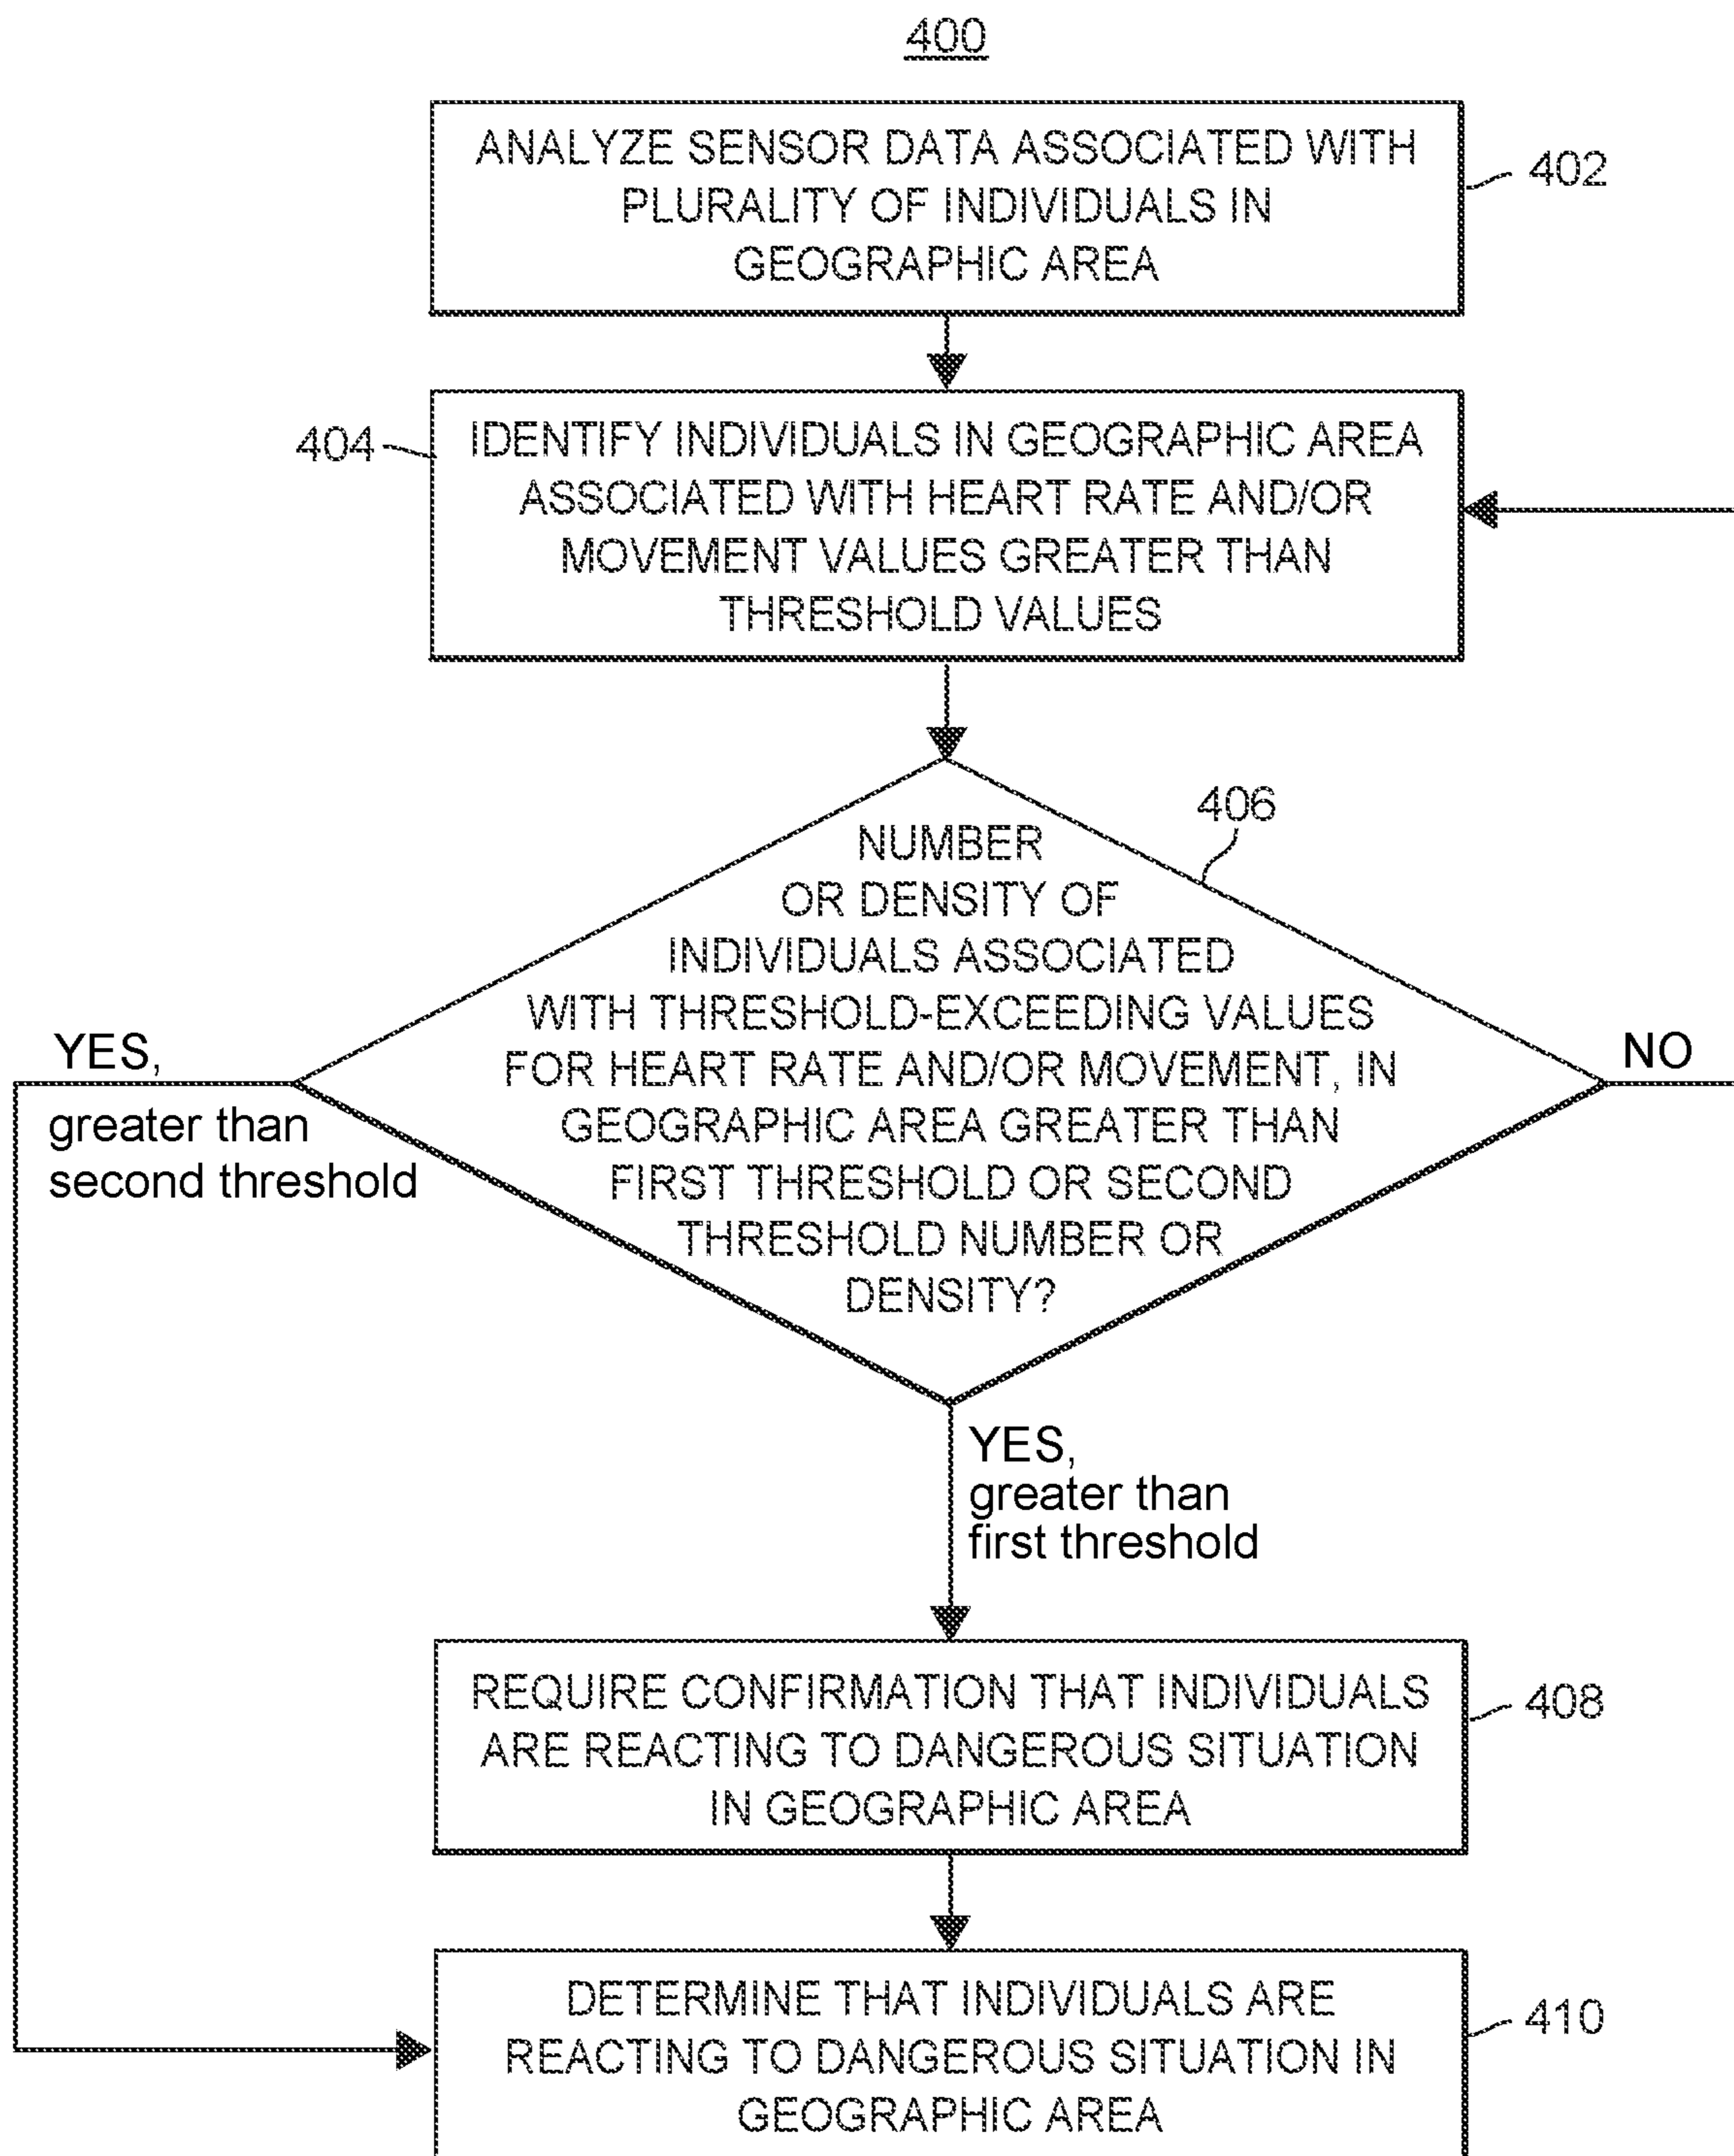 400
ANALYZE SENSOR DATA ASSOCIATED WITH
PLURALITY OF INDIVIDUALS IN
GEOGRAPHIC AREA
402
404
IDENTIFY INDIVIDUALS IN GEOGRAPHIC AREA
ASSOCIATED WITH HEART RATE AND/OR
MOVEMENT VALUES GREATER THAN
THRESHOLD VALUES
406
NUMBER
OR DENSITY OF
INDIVIDUALS ASSOCIATED
WITH THRESHOLD-EXCEEDING VALUES
FOR HEART RATE AND/OR MOVEMENT, IN
GEOGRAPHIC AREA GREATER THAN
FIRST THRESHOLD OR SECOND
THRESHOLD NUMBER OR
DENSITY?
YES,
greater than
second threshold
NO
YES,
greater than
first threshold
REQUIRE CONFIRMATION THAT INDIVIDUALS
ARE REACTING TO DANGEROUS SITUATION
IN GEOGRAPHIC AREA
408
DETERMINE THAT INDIVIDUALS ARE
REACTING TO DANGEROUS SITUATION IN
GEOGRAPHIC AREA
410